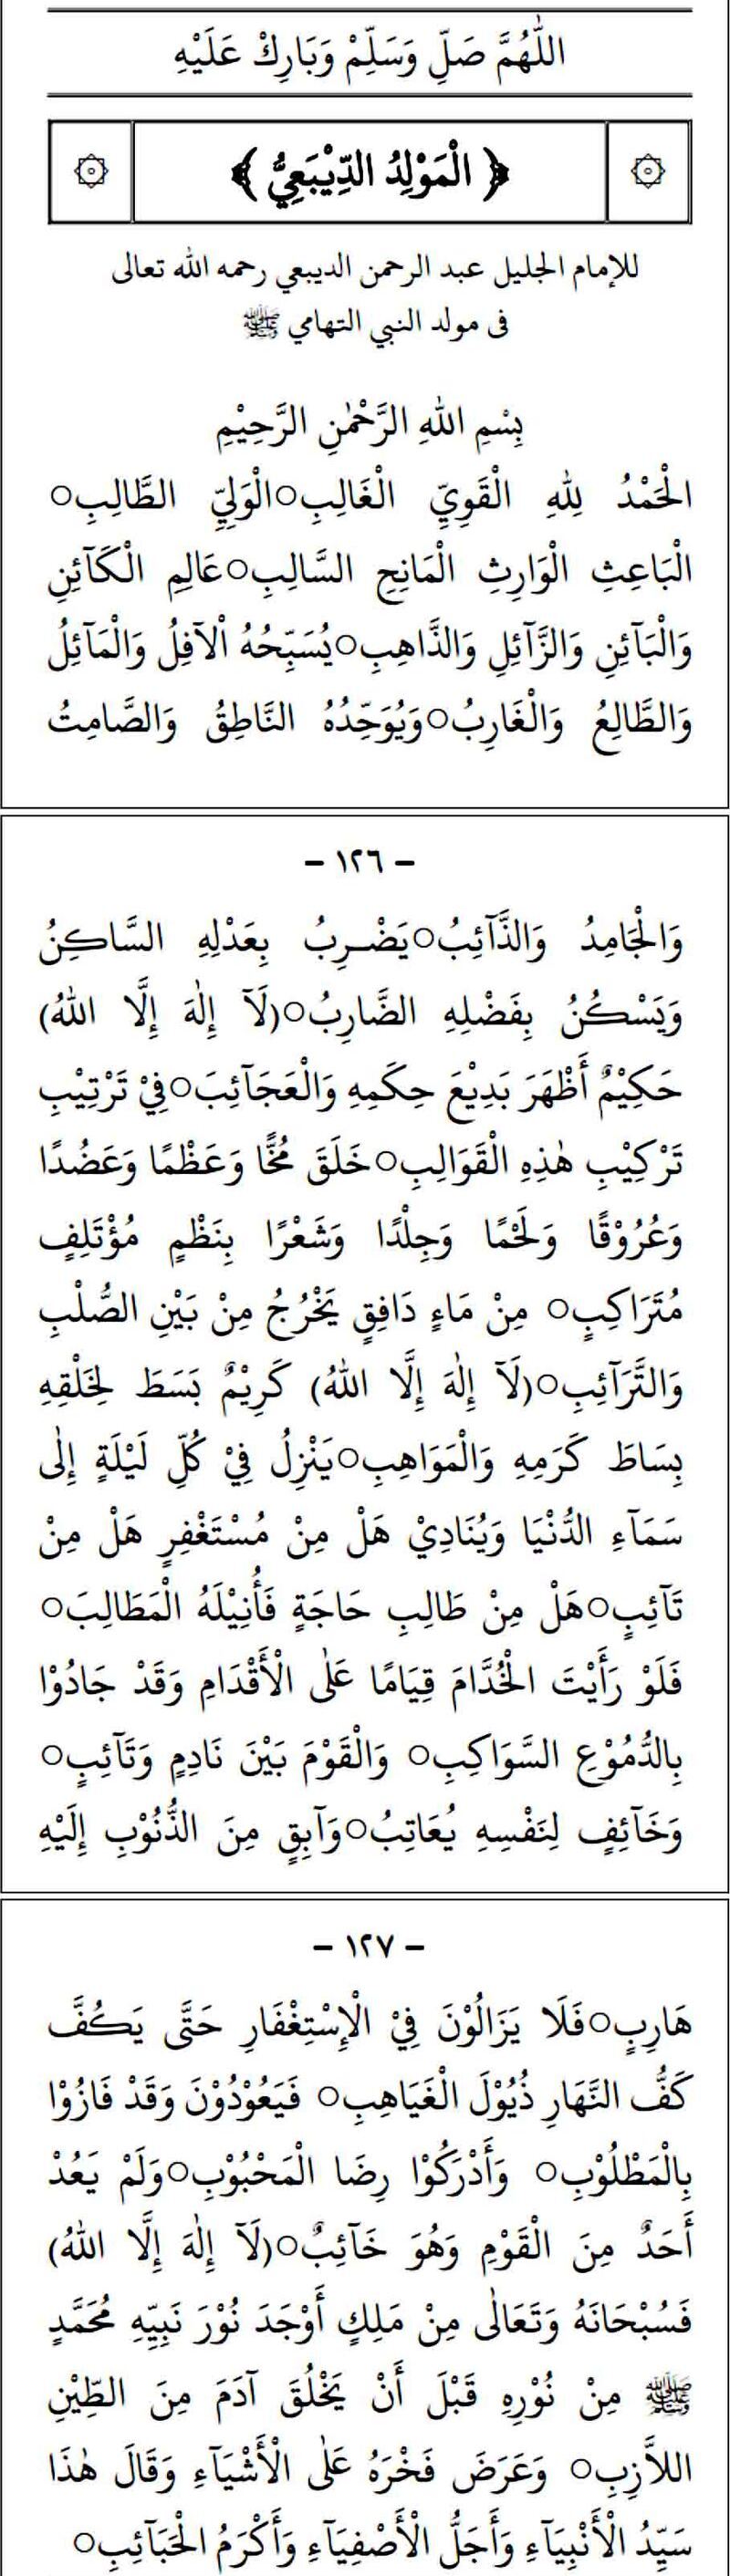 اللّٰهُمَّ صَلِّ وَسَلِّمْ وَبَارِكْ عَلَيْهِ
۞ ﴿ الْمَوْلِدُ الدِّيْبَعِيُّ ﴾ ۞
للإمام الجليل عبد الرحمن الديبعي رحمه الله تعالى
فى مولد النبي التهامي ﷺ
بِسْمِ اللهِ الرَّحْمٰنِ الرَّحِيْمِ
الْحَمْدُ لِلّٰهِ الْقَوِيِّ الْغَالِبِ○الْوَلِيِّ الطَّالِبِ○
الْبَاعِثِ الْوَارِثِ الْمَانِحِ السَّالِبِ○عَالِمِ الْكَآئِنِ
وَالْبَآئِنِ وَالزَّآئِلِ وَالذَّاهِبِ○يُسَبِّحُهُ اْلآفِلُ وَالْمَآئِلُ
وَالطَّالِعُ وَالْغَارِبُ○وَيُوَحِّدُهُ النَّاطِقُ وَالصَّامِتُ
– ١٢٦ –
وَالْجَامِدُ وَالذَّآئِبُ○يَضْرِبُ بِعَدْلِهِ السَّاكِنُ
وَيَسْكُنُ بِفَضْلِهِ الضَّارِبُ○(لَآ إِلٰهَ إِلَّا اللهُ)
حَكِيْمٌ أَظْهَرَ بَدِيْعَ حِكَمِهِ وَالْعَجَآئِبَ○فِيْ تَرْتِيْبِ
تَرْكِيْبِ هٰذِهِ الْقَوَالِبِ○خَلَقَ مُخًّا وَعَظْمًا وَعَضُدًا
وَعُرُوْقًا وَلَحْمًا وَجِلْدًا وَشَعْرًا بِنَظْمٍ مُؤْتَلِفٍ
مُتَرَاكِبٍ○ مِنْ مَاءٍ دَافِقٍ يَخْرُجُ مِنْ بَيْنِ الصُّلْبِ
وَالتَّرَآئِبِ○(لَآ إِلٰهَ إِلَّا اللهُ) كَرِيْمٌ بَسَطَ لِخَلْقِهِ
بِسَاطَ كَرَمِهِ وَالْمَوَاهِبِ○يَنْزِلُ فِيْ كُلِّ لَيْلَةٍ إِلٰى
سَمَآءِ الدُّنْيَا وَيُنَادِيْ هَلْ مِنْ مُسْتَغْفِرٍ هَلْ مِنْ
تَآئِبٍ○هَلْ مِنْ طَالِبِ حَاجَةٍ فَأُنِيْلَهُ الْمَطَالِبَ○
فَلَوْ رَأَيْتَ الْخُدَّامَ قِيَامًا عَلٰى الْأَقْدَامِ وَقَدْ جَادُوْا
بِالدُّمُوْعِ السَّوَاكِبِ○ وَالْقَوْمَ بَيْنَ نَادِمٍ وَتَآئِبٍ○
وَخَآئِفٍ لِنَفْسِهِ يُعَاتِبُ○وَآبِقٍ مِنَ الذُّنُوْبِ إِلَيْهِ
– ١٢٧ –
هَارِبٍ○فَلَا يَزَالُوْنَ فِيْ الْإِسْتِغْفَارِ حَتَّى يَكُفَّ
كَفُّ النَّهَارِ ذُيُوْلَ الْغَيَاهِبِ○ فَيَعُوْدُوْنَ وَقَدْ فَازُوْا
بِالْمَطْلُوْبِ○ وَأَدْرَكُوْا رِضَا الْمَحْبُوْبِ○وَلَمْ يَعُدْ
أَحَدٌ مِنَ الْقَوْمِ وَهُوَ خَآئِبٌ○(لَآ إِلٰهَ إِلَّا اللهُ)
فَسُبْحَانَهُ وَتَعَالٰى مِنْ مَلِكٍ أَوْجَدَ نُوْرَ نَبِيِّهِ مُحَمَّدٍ
ﷺ مِنْ نُوْرِهِ قَبْلَ أَنْ يَخْلُقَ آدَمَ مِنَ الطِّيْنِ
اللاَّزِبِ○ وَعَرَضَ فَخْرَهُ عَلٰى الْأَشْيَآءِ وَقَالَ هٰذَا
سَيِّدُ الْأَنْبِيَآءِ وَأَجَلُّ الْأَصْفِيَآءِ وَأَكْرَمُ الْحَبَآئِبِ○